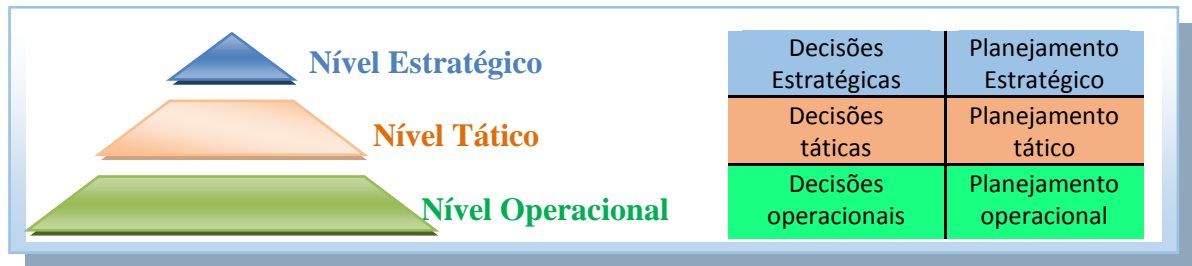 Nível Estratégico
Nível Tático
Nível Operacional
Decisões
Estratégicas
Planejamento
Estratégico
Decisões
táticas
Planejamento
tático
Decisões
operacionais
Planejamento
operacional